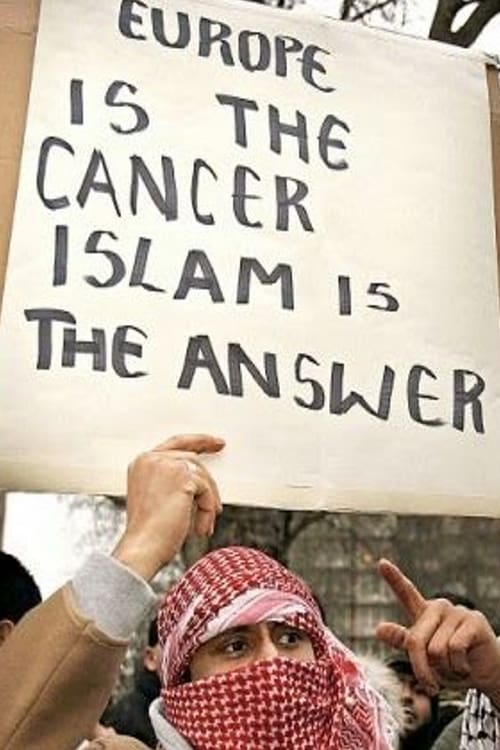 EUROPE
IS THE
CANCER
ISLAM IS
THE ANSWER